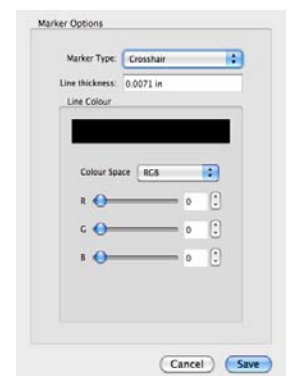 Marker Options
Marker Type: Crosshair
Line thickness: 0.0071 in
Line Colour
Colour Space RGB
R 0
G 0
B 0
Cancel Save